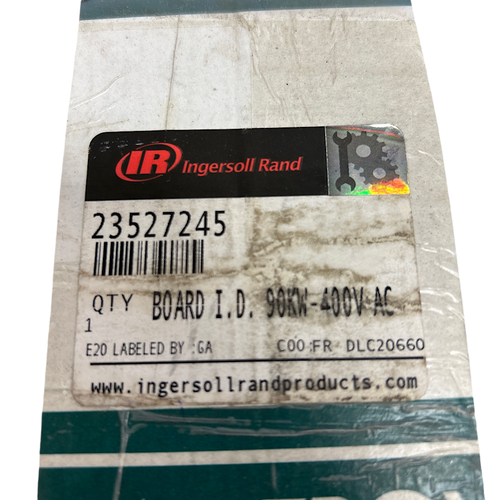 IR Ingersoll Rand
23527245
QTY BOARD I.D. 90KW-400V AC
1
E20 LABELED BY :GA COO:FR DLC20660
www.ingersollrandproducts.com